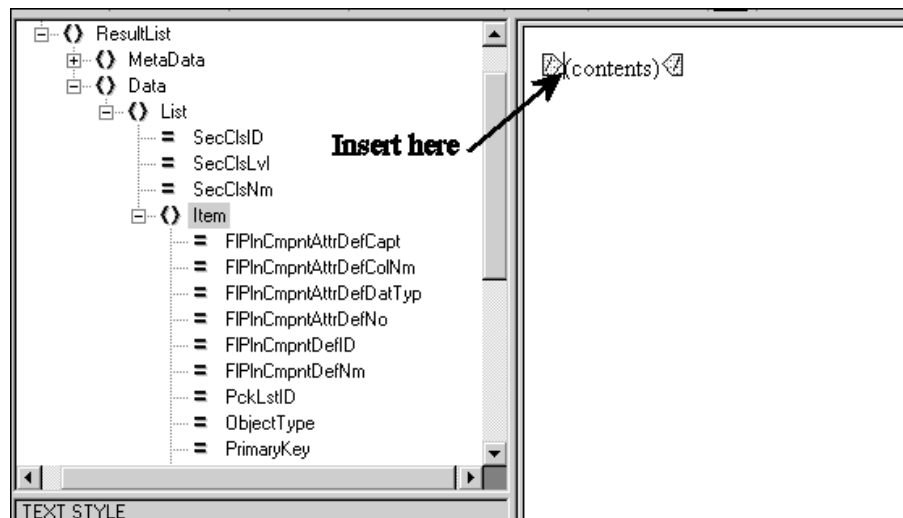 ResultList
MetaData
Data
List
SecClsID
SecClsLvl
SecClsNm
Item
FlPlnCmpntAttrDefCapt
FlPlnCmpntAttrDefColNm
FlPlnCmpntAttrDefDatTyp
FlPlnCmpntAttrDefNo
FlPlnCmpntDefID
FlPlnCmpntDefNm
PckLstID
ObjectType
PrimaryKey
TEXT STYLE
(contents)
Insert here